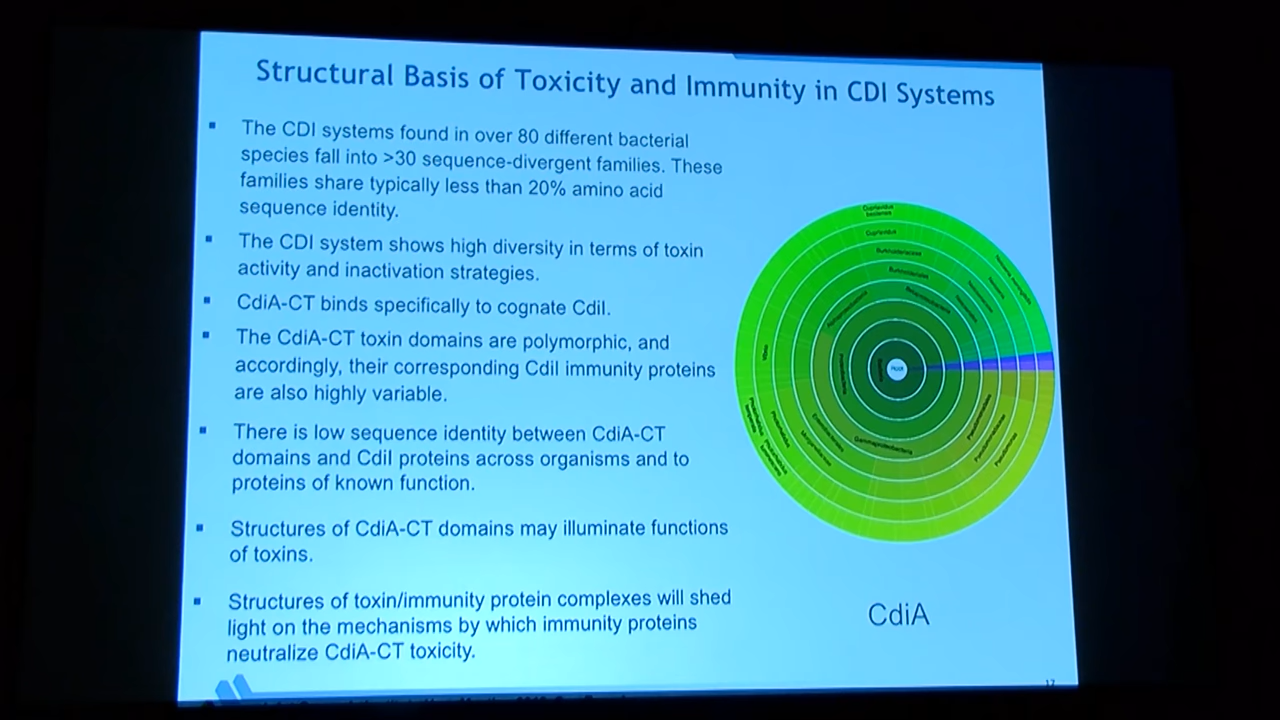 Structural Basis of Toxicity and Immunity in CDI Systems
▪ The CDI systems found in over 80 different bacterial
species fall into >30 sequence-divergent families. These
families share typically less than 20% amino acid
sequence identity.
▪ The CDI system shows high diversity in terms of toxin
activity and inactivation strategies.
▪ CdiA-CT binds specifically to cognate CdiI.
▪ The CdiA-CT toxin domains are polymorphic, and
accordingly, their corresponding CdiI immunity proteins
are also highly variable.
▪ There is low sequence identity between CdiA-CT
domains and CdiI proteins across organisms and to
proteins of known function.
▪ Structures of CdiA-CT domains may illuminate functions
of toxins.
▪ Structures of toxin/immunity protein complexes will shed
light on the mechanisms by which immunity proteins
neutralize CdiA-CT toxicity.
Gammaproteobacteria
Pseudomonas
CdiA
17